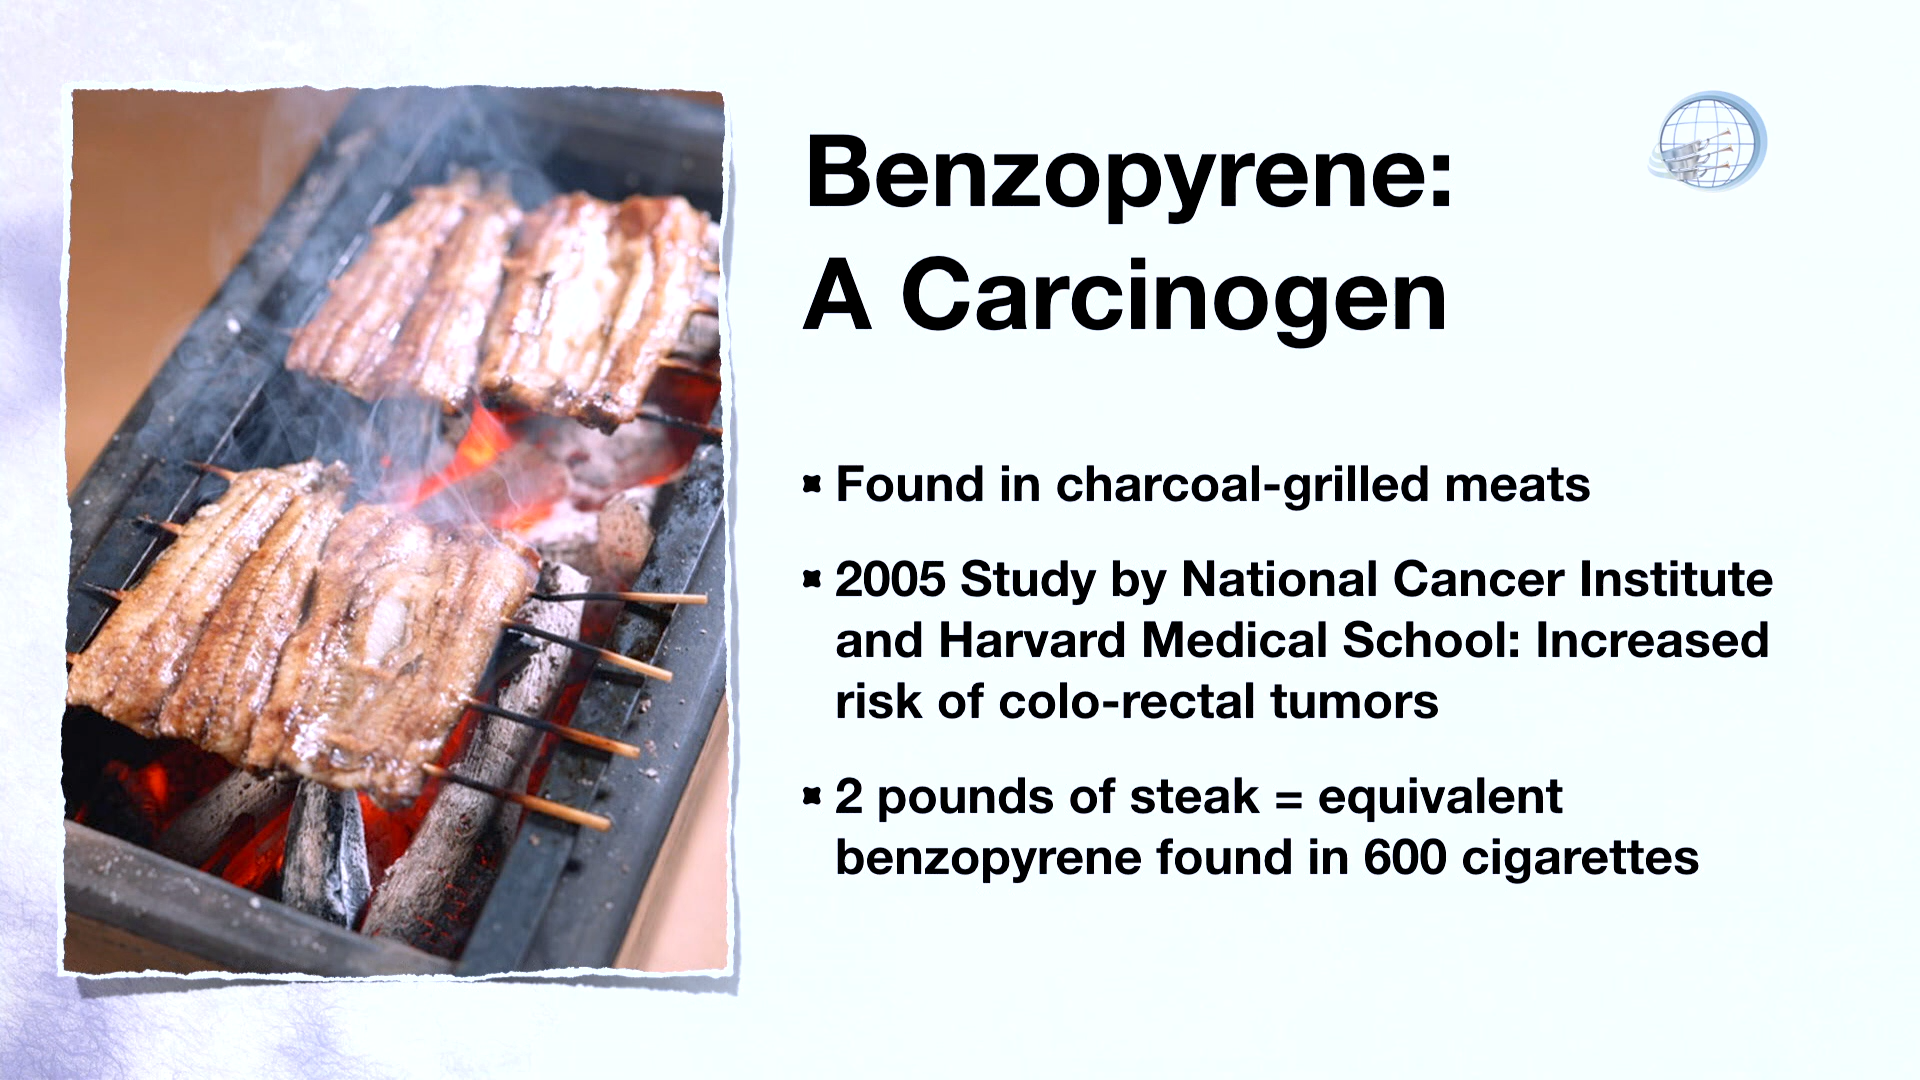 Benzopyrene:
A Carcinogen
Found in charcoal-grilled meats
2005 Study by National Cancer Institute
and Harvard Medical School: Increased
risk of colo-rectal tumors
2 pounds of steak = equivalent
benzopyrene found in 600 cigarettes